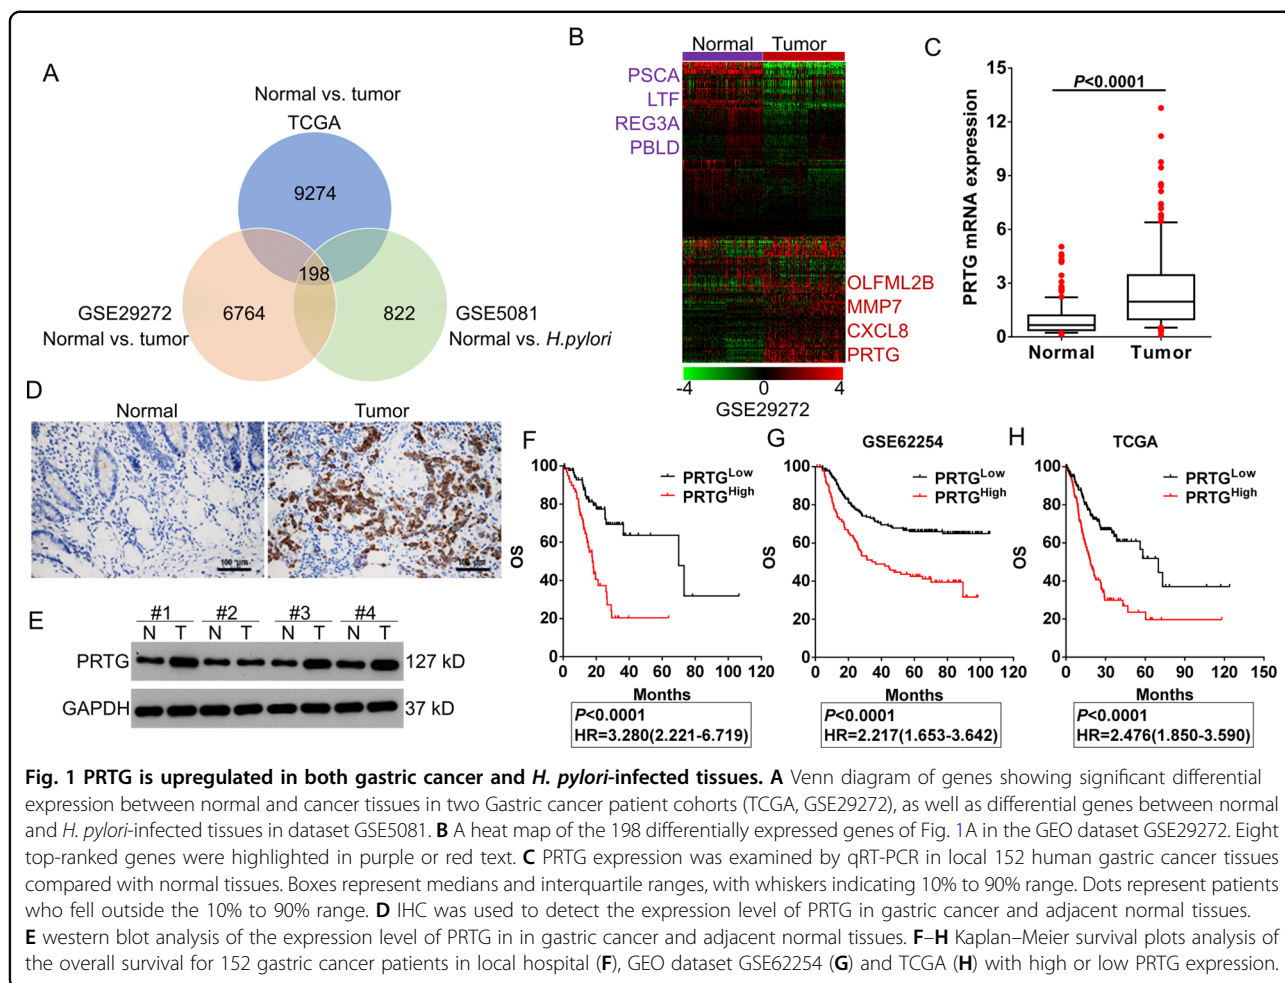 A
Normal vs. tumor
TCGA
9274
198
GSE29272
Normal vs. tumor
6764
822
GSE5081
Normal vs. H.pylori
B
Normal
Tumor
PSCA
LTF
REG3A
PBLD
OLFML2B
MMP7
CXCL8
PRTG
-4
0
4
GSE29272
C
PRTG mRNA expression
15
12
9
6
3
0
P<0.0001
Normal
Tumor
D
Normal
Tumor
100 μm
100 μm
E
#1 #2 #3 #4
N T N T N T N T
PRTG
127 kD
GAPDH
37 kD
F
OS
100
80
60
40
20
0
PRTGLow
PRTGHigh
0 20 40 60 80 100 120
Months
P<0.0001
HR=3.280(2.221-6.719)
G
GSE62254
OS
100
80
60
40
20
0
PRTGLow
PRTGHigh
0 20 40 60 80 100 120
Months
P<0.0001
HR=2.217(1.653-3.642)
H
TCGA
OS
100
80
60
40
20
0
PRTGLow
PRTGHigh
0 30 60 90 120 150
Months
P<0.0001
HR=2.476(1.850-3.590)
Fig. 1 PRTG is upregulated in both gastric cancer and H. pylori-infected tissues. A Venn diagram of genes showing significant differential
expression between normal and cancer tissues in two Gastric cancer patient cohorts (TCGA, GSE29272), as well as differential genes between normal
and H. pylori-infected tissues in dataset GSE5081. B A heat map of the 198 differentially expressed genes of Fig. 1A in the GEO dataset GSE29272. Eight
top-ranked genes were highlighted in purple or red text. C PRTG expression was examined by qRT-PCR in local 152 human gastric cancer tissues
compared with normal tissues. Boxes represent medians and interquartile ranges, with whiskers indicating 10% to 90% range. Dots represent patients
who fell outside the 10% to 90% range. D IHC was used to detect the expression level of PRTG in gastric cancer and adjacent normal tissues.
E western blot analysis of the expression level of PRTG in in gastric cancer and adjacent normal tissues. F–H Kaplan–Meier survival plots analysis of
the overall survival for 152 gastric cancer patients in local hospital (F), GEO dataset GSE62254 (G) and TCGA (H) with high or low PRTG expression.